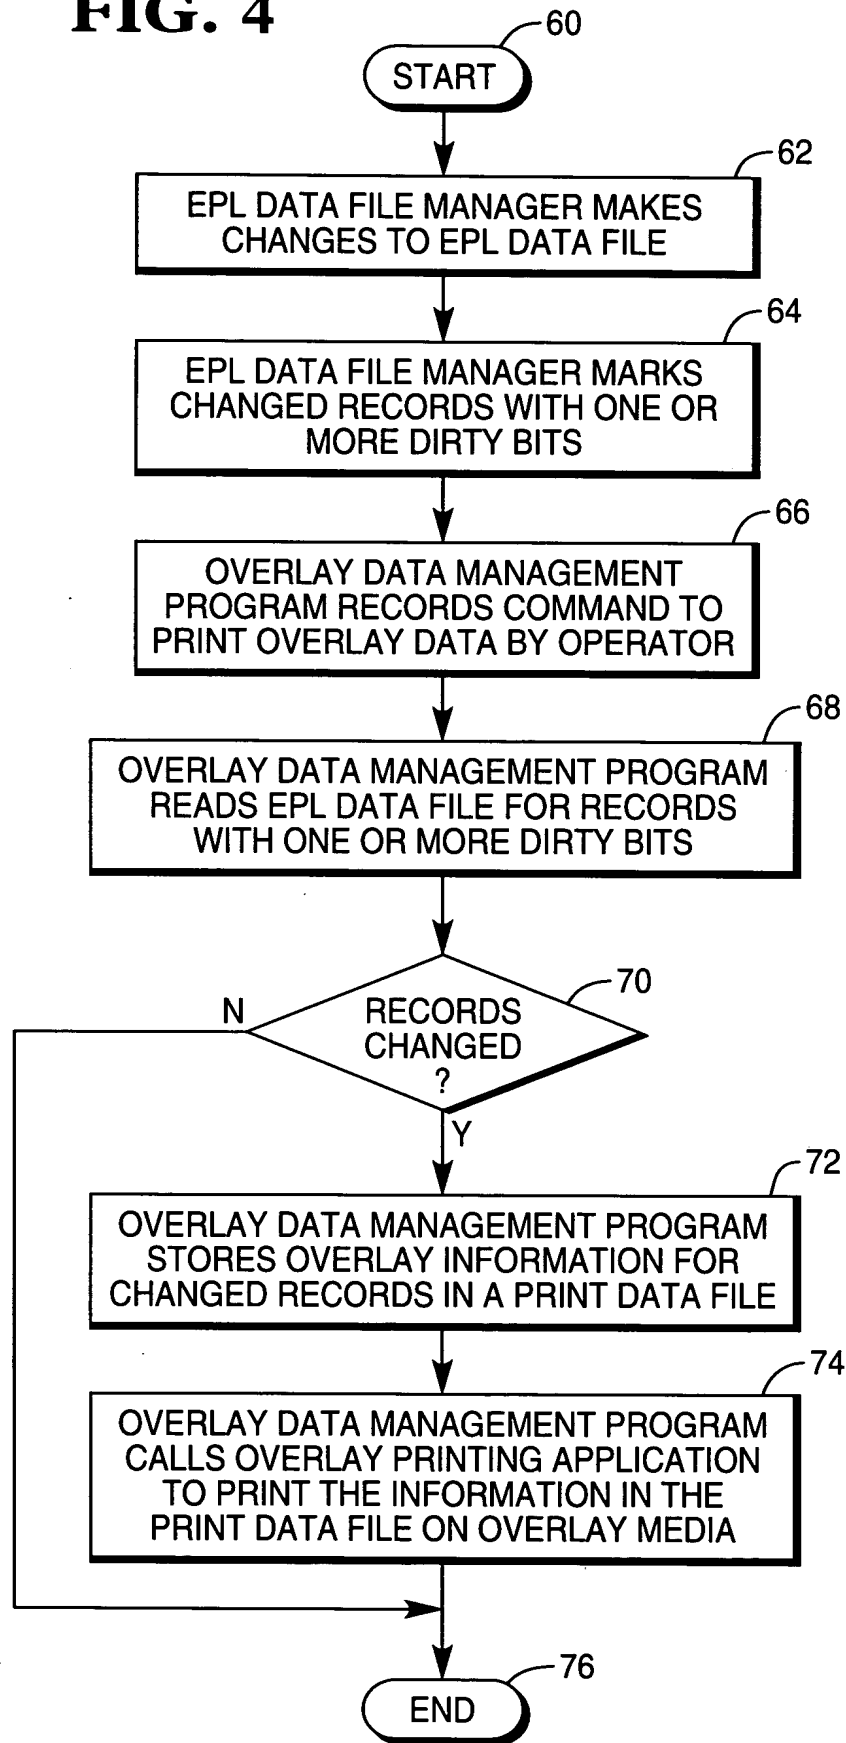 FIG. 4
60
START
62
EPL DATA FILE MANAGER MAKES
CHANGES TO EPL DATA FILE
64
EPL DATA FILE MANAGER MARKS
CHANGED RECORDS WITH ONE OR
MORE DIRTY BITS
66
OVERLAY DATA MANAGEMENT
PROGRAM RECORDS COMMAND TO
PRINT OVERLAY DATA BY OPERATOR
68
OVERLAY DATA MANAGEMENT PROGRAM
READS EPL DATA FILE FOR RECORDS
WITH ONE OR MORE DIRTY BITS
70
N
RECORDS
CHANGED
?
Y
72
OVERLAY DATA MANAGEMENT PROGRAM
STORES OVERLAY INFORMATION FOR
CHANGED RECORDS IN A PRINT DATA FILE
74
OVERLAY DATA MANAGEMENT PROGRAM
CALLS OVERLAY PRINTING APPLICATION
TO PRINT THE INFORMATION IN THE
PRINT DATA FILE ON OVERLAY MEDIA
76
END